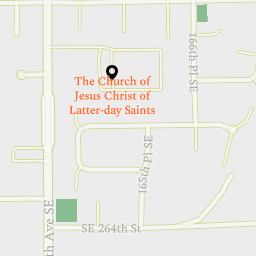 166th Pl SE
The Church of
Jesus Christ of
Latter-day Saints
165th Pl SE
SE 264th St
th Ave SE